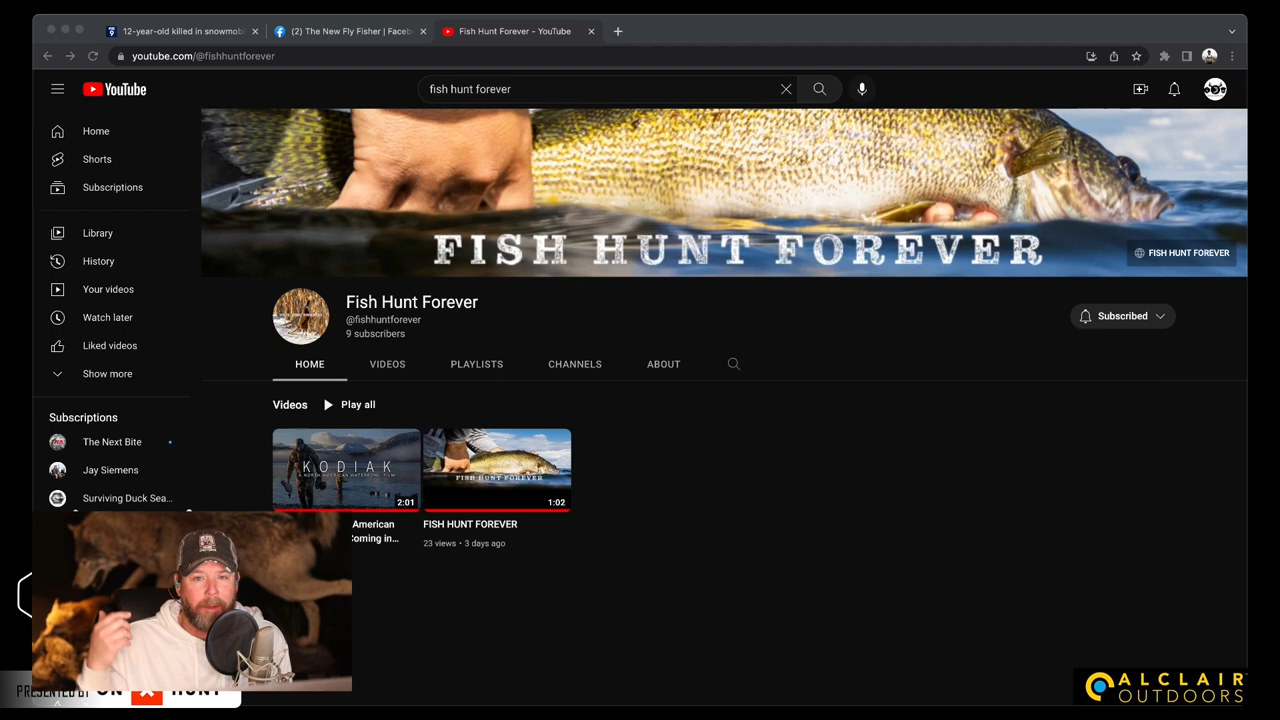 12-year-old killed in snowmob
(2) The New Fly Fisher | Faceb
Fish Hunt Forever - YouTube
youtube.com/@fishhuntforever
YouTube
fish hunt forever
Home
Shorts
Subscriptions
Library
History
Your videos
Watch later
Liked videos
Show more
Subscriptions
The Next Bite
Jay Siemens
Surviving Duck Sea...
FISH HUNT FOREVER
FISH HUNT FOREVER
Fish Hunt Forever
@fishhuntforever
9 subscribers
Subscribed
HOME
VIDEOS
PLAYLISTS
CHANNELS
ABOUT
Videos
Play all
KODIAK
A NORTH AMERICAN WATERFOWL FILM
2:01
FISH HUNT FOREVER
1:02
American
Coming in...
FISH HUNT FOREVER
23 views • 3 days ago
PRESENTED BY
HUNT
ALCLAIR
OUTDOORS